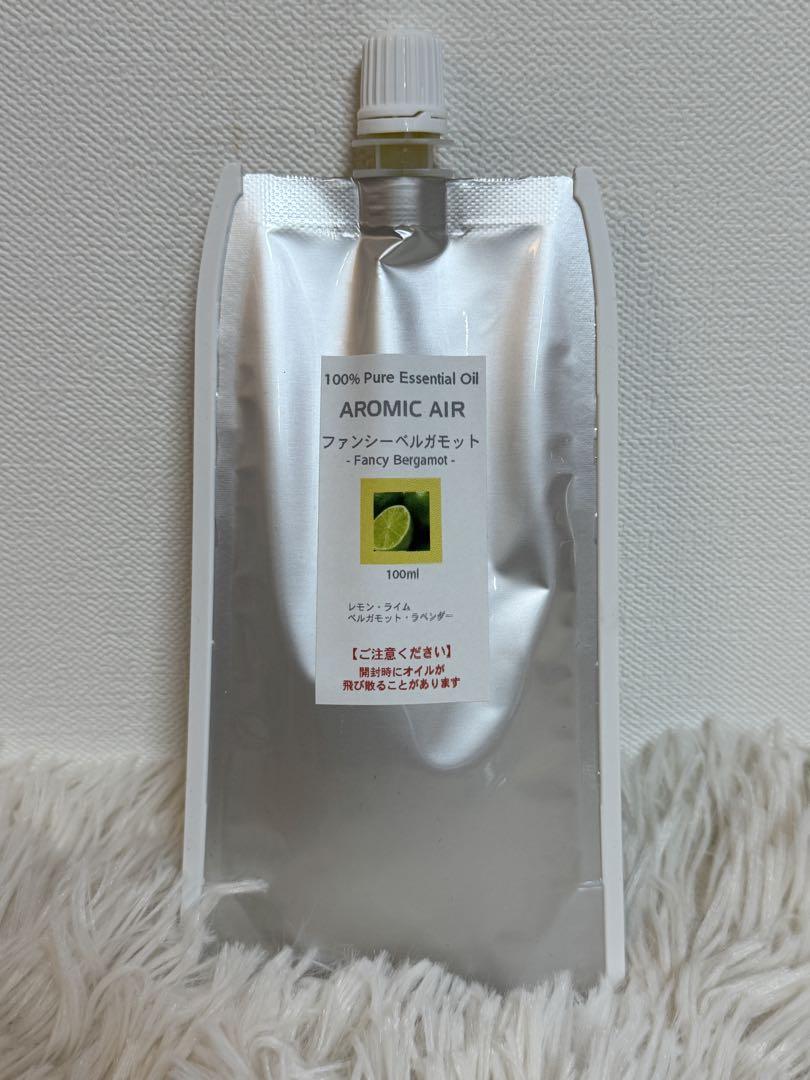 100% Pure Essential Oil
AROMIC AIR
ファンシーベルガモット
- Fancy Bergamot -
100ml
レモン・ライム
ベルガモット・ラベンダー
【ご注意ください】
開封時にオイルが
飛び散ることがあります